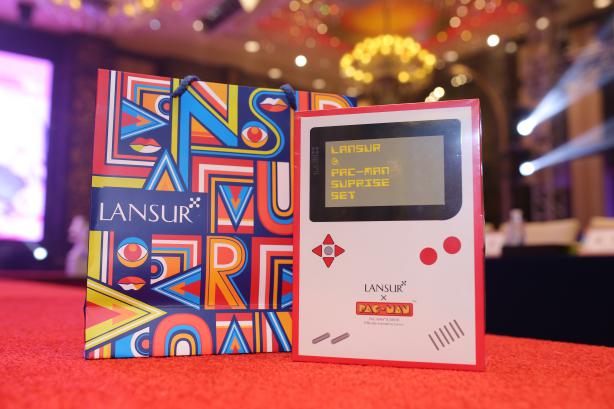 LANSUR
LANSUR
&
PAC-MAN
SUPRISE
SET
LANSUR
×
PAC-MAN